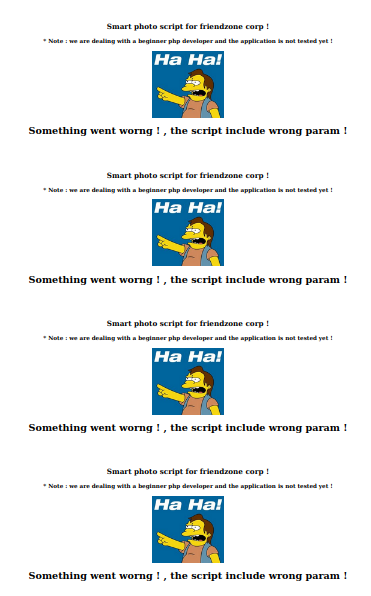 Smart photo script for friendzone corp !
* Note : we are dealing with a beginner php developer and the application is not tested yet !
Ha Ha!
Something went worng ! , the script include wrong param !
Smart photo script for friendzone corp !
* Note : we are dealing with a beginner php developer and the application is not tested yet !
Ha Ha!
Something went worng ! , the script include wrong param !
Smart photo script for friendzone corp !
* Note : we are dealing with a beginner php developer and the application is not tested yet !
Ha Ha!
Something went worng ! , the script include wrong param !
Smart photo script for friendzone corp !
* Note : we are dealing with a beginner php developer and the application is not tested yet !
Ha Ha!
Something went worng ! , the script include wrong param !